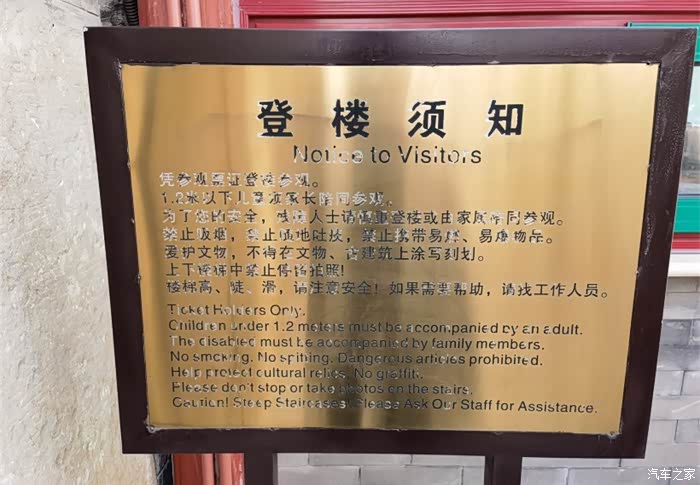 登楼须知
Notice to Visitors
凭参观票证登楼参观。
1.2米以下儿童须家长陪同参观。
为了您的安全，残障人士请慎重登楼或由家属陪同参观。
禁止吸烟，禁止随地吐痰，禁止携带易燃、易爆物品。
爱护文物，不得在文物、古建筑上涂写刻划。
上下楼梯中禁止停留拍照!
楼梯高、陡、滑，请注意安全！如果需要帮助，请找工作人员。
Ticket Holders Only.
Children under 1.2 meters must be accompanied by an adult.
The disabled must be accompanied by family members.
No smoking. No spitting. Dangerous articles prohibited.
Help protect cultural relics. No graffiti.
Please don't stop or take photos on the stairs.
Caution! Steep Staircases! Please Ask Our Staff for Assistance.
汽车之家